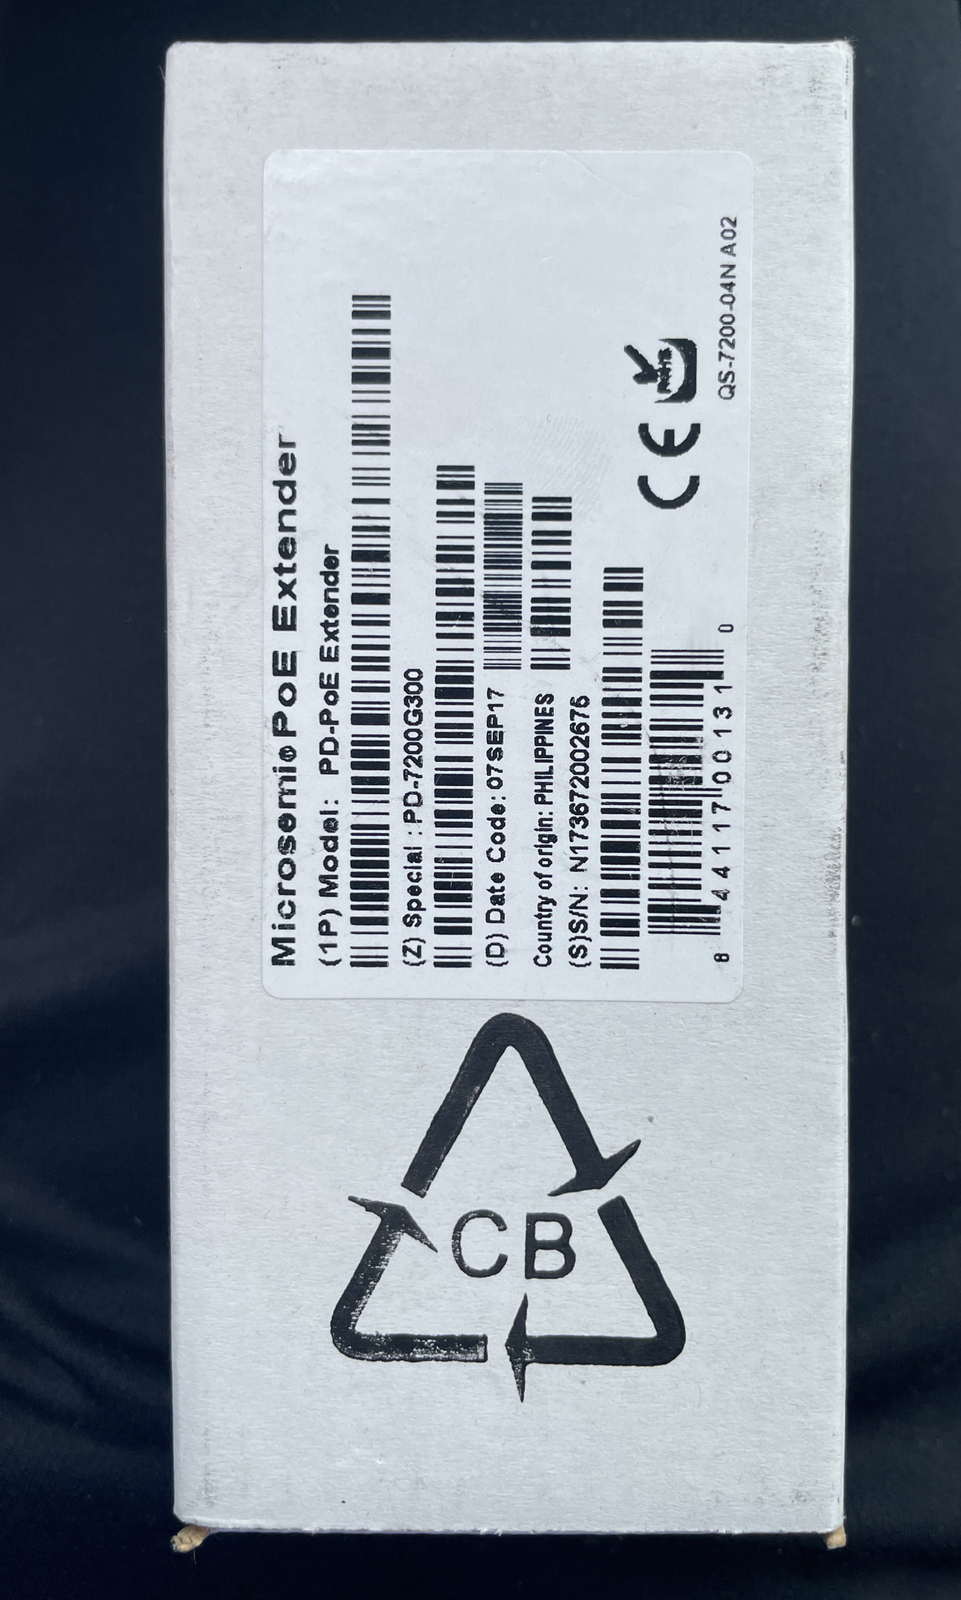 Microsemi PoE Extender
(1P) Model: PD-PoE Extender
(Z) Special : PD-7200G300
(D) Date Code: 07SEP17
Country of origin: PHILIPPINES
(S)S/N: N173672002676
8 44117 00131 0
CE RoHS
QS-7200-04N A02
CB